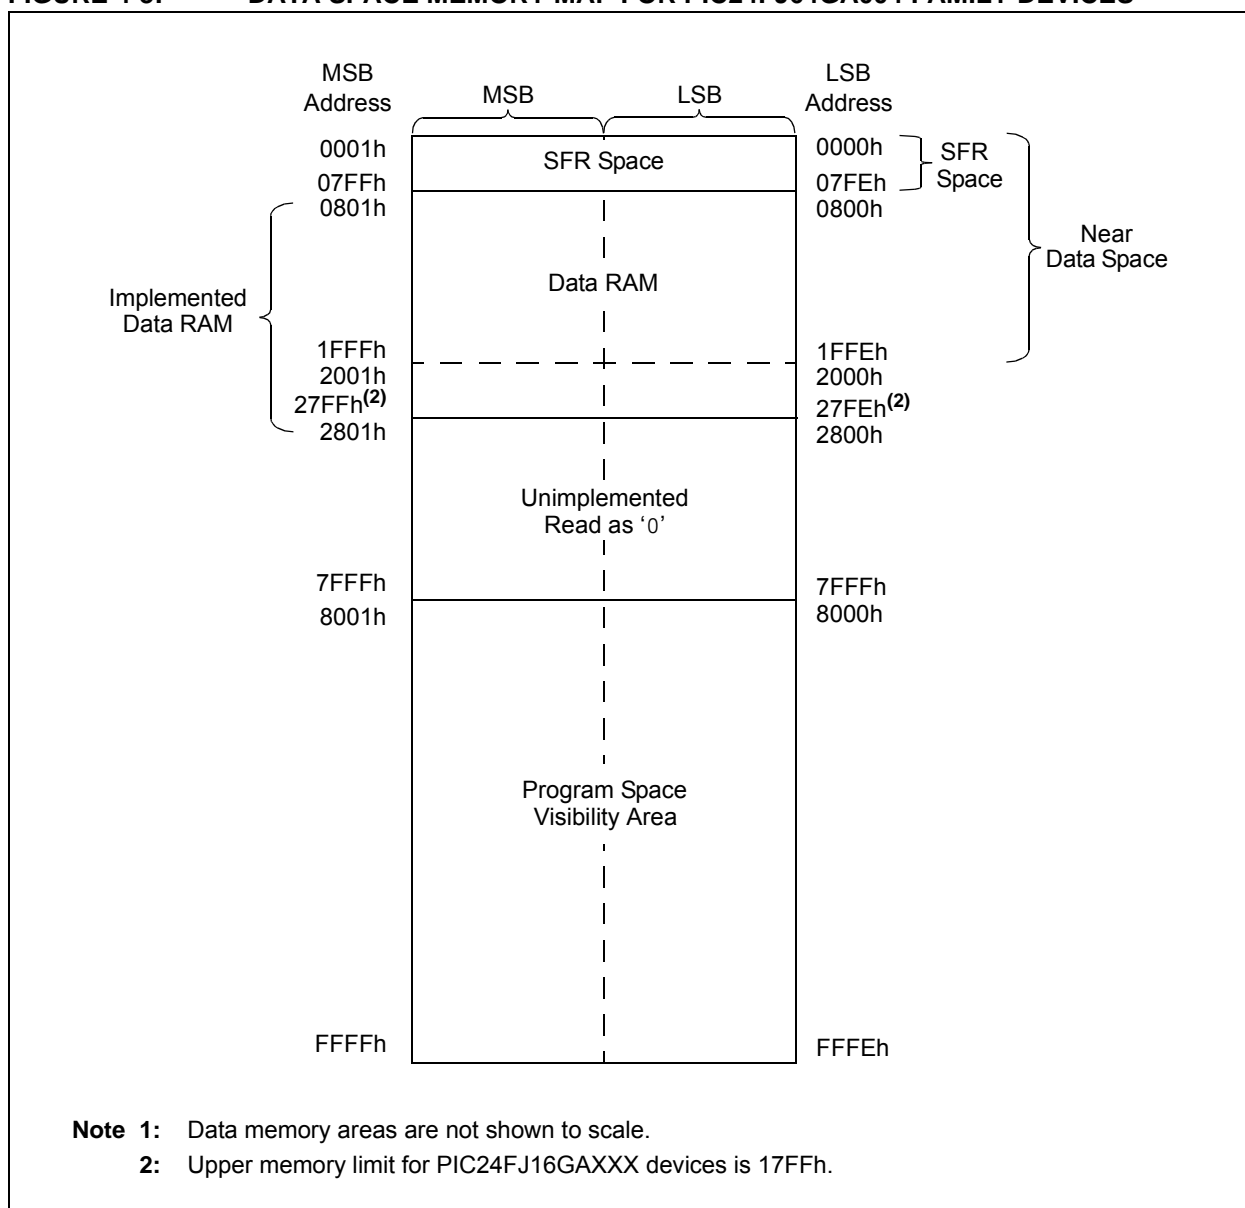 MSB Address
MSB
LSB
LSB Address
0001h
SFR Space
0000h
SFR Space
07FFh
07FEh
0801h
0800h
Near Data Space
Data RAM
Implemented Data RAM
1FFFh
1FFEh
2001h
2000h
27FFh(2)
27FEh(2)
2801h
2800h
Unimplemented
Read as ‘0’
7FFFh
7FFFh
8001h
8000h
Program Space
Visibility Area
FFFFh
FFFEh
Note 1: Data memory areas are not shown to scale.
2: Upper memory limit for PIC24FJ16GAXXX devices is 17FFh.